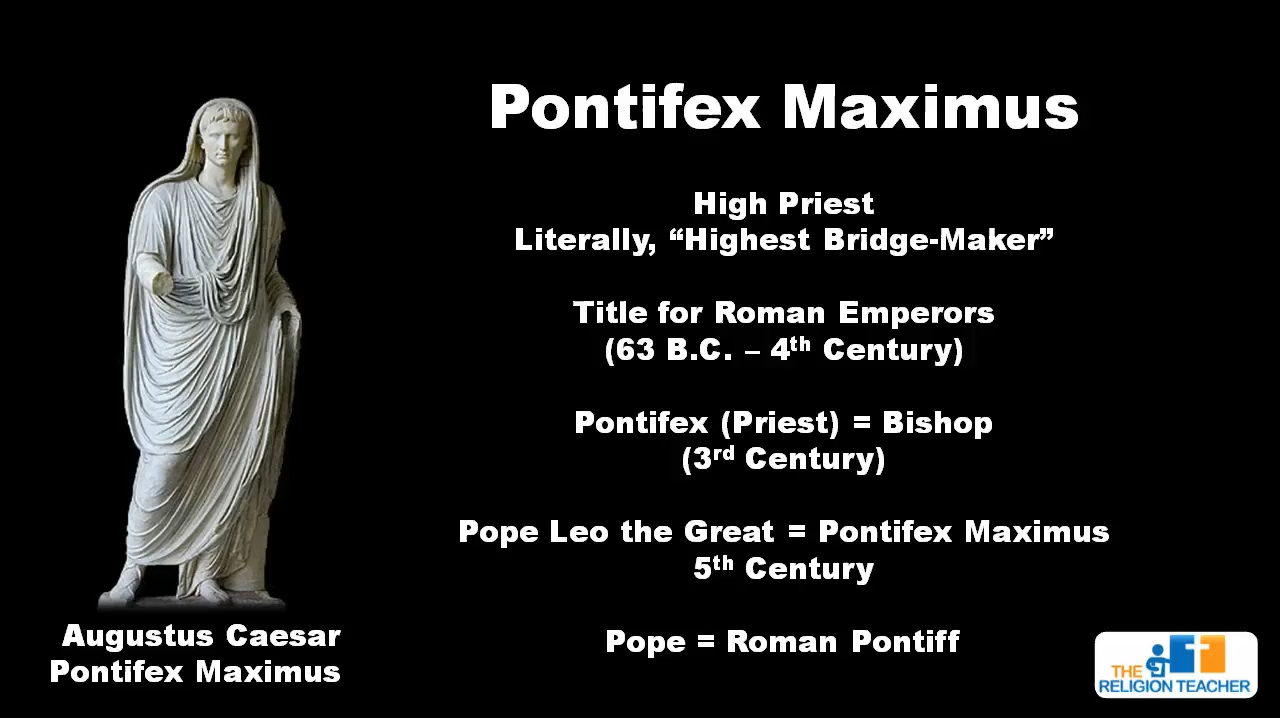 Pontifex Maximus
High Priest
Literally, “Highest Bridge-Maker”
Title for Roman Emperors
(63 B.C. – 4th Century)
Pontifex (Priest) = Bishop
(3rd Century)
Pope Leo the Great = Pontifex Maximus
5th Century
Pope = Roman Pontiff
Augustus Caesar
Pontifex Maximus
THE
RELIGION TEACHER